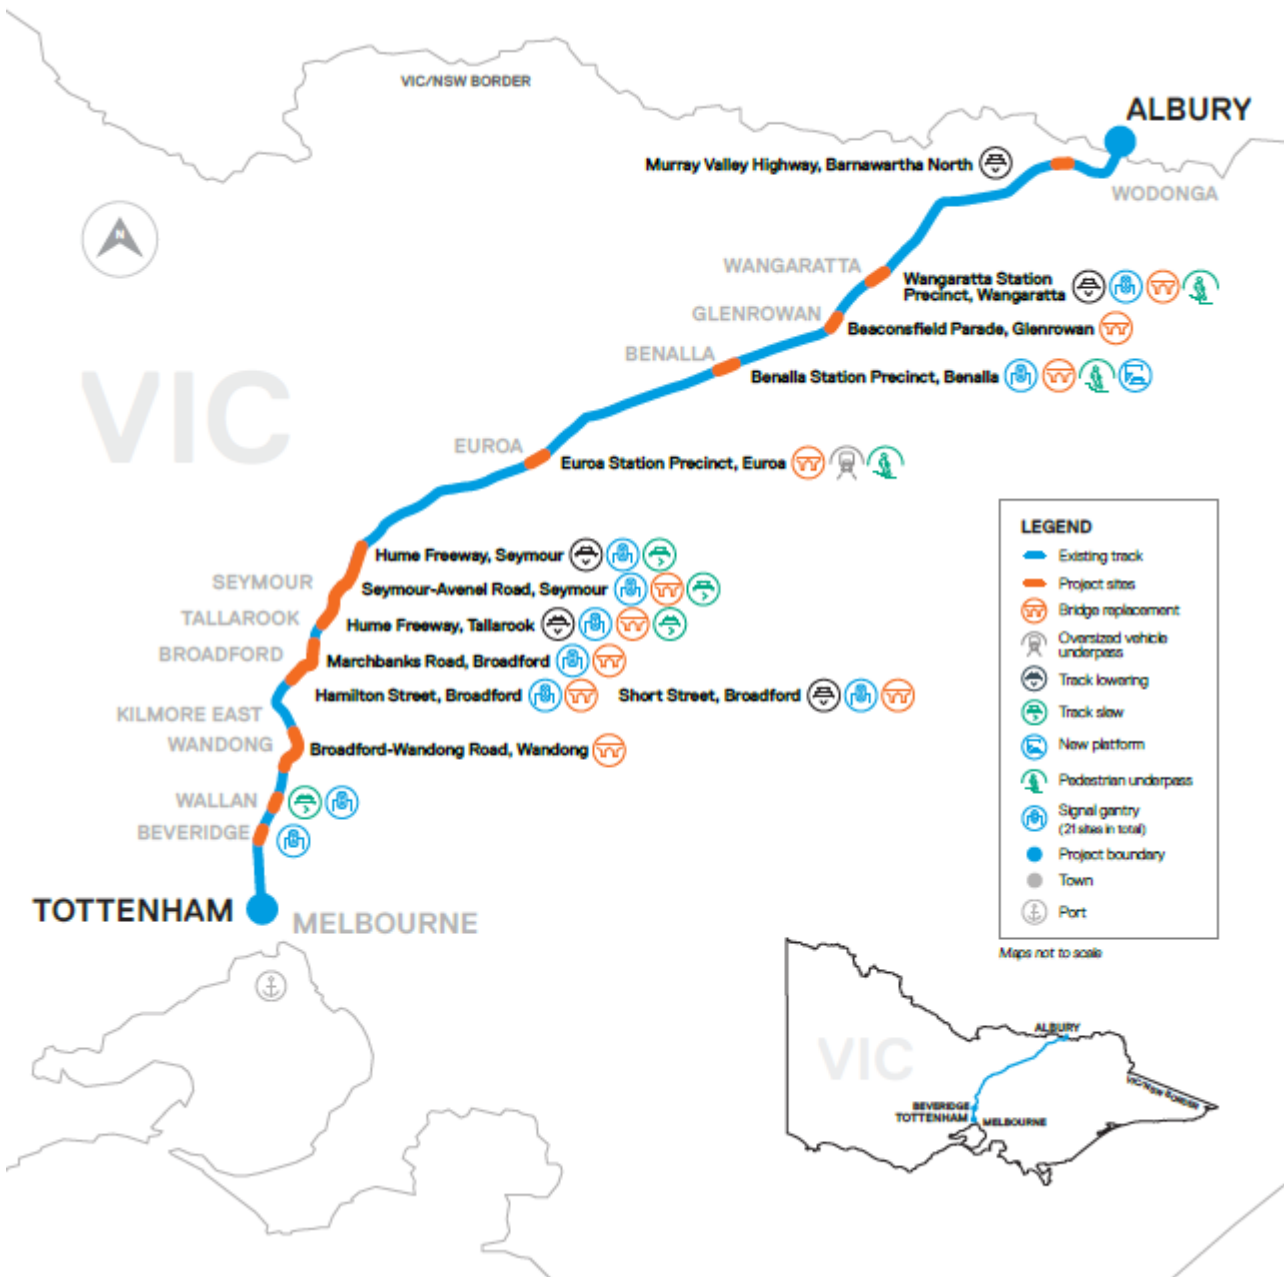 VIC/NSW BORDER
ALBURY
Murray Valley Highway, Barnawartha North
WODONGA
N
WANGARATTA
Wangaratta Station
Precinct, Wangaratta
GLENROWAN
Beaconsfield Parade, Glenrowan
BENALLA
Benalla Station Precinct, Benalla
VIC
EUROA
Euroa Station Precinct, Euroa
Hume Freeway, Seymour
SEYMOUR
Seymour-Avenel Road, Seymour
TALLAROOK
Hume Freeway, Tallarook
BROADFORD
Marchbanks Road, Broadford
Hamilton Street, Broadford
Short Street, Broadford
KILMORE EAST
WANDONG
Broadford-Wandong Road, Wandong
WALLAN
BEVERIDGE
TOTTENHAM
MELBOURNE
LEGEND
Existing track
Project sites
Bridge replacement
Oversized vehicle
underpass
Track lowering
Track slew
New platform
Pedestrian underpass
Signal gantry
(21 sites in total)
Project boundary
Town
Port
Maps not to scale
VIC
ALBURY
VIC/NSW BORDER
BEVERIDGE
TOTTENHAM
MELBOURNE